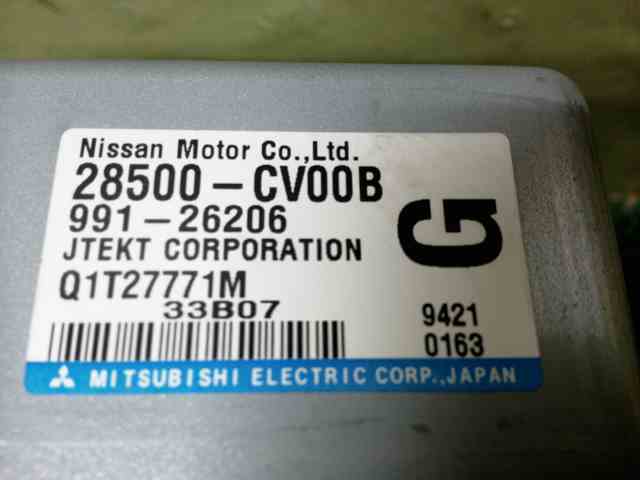 Nissan Motor Co.,Ltd.
28500-CV00B
991-26206
JTEKT CORPORATION
Q1T27771M
33B07
G
9421
0163
MITSUBISHI ELECTRIC CORP.,JAPAN